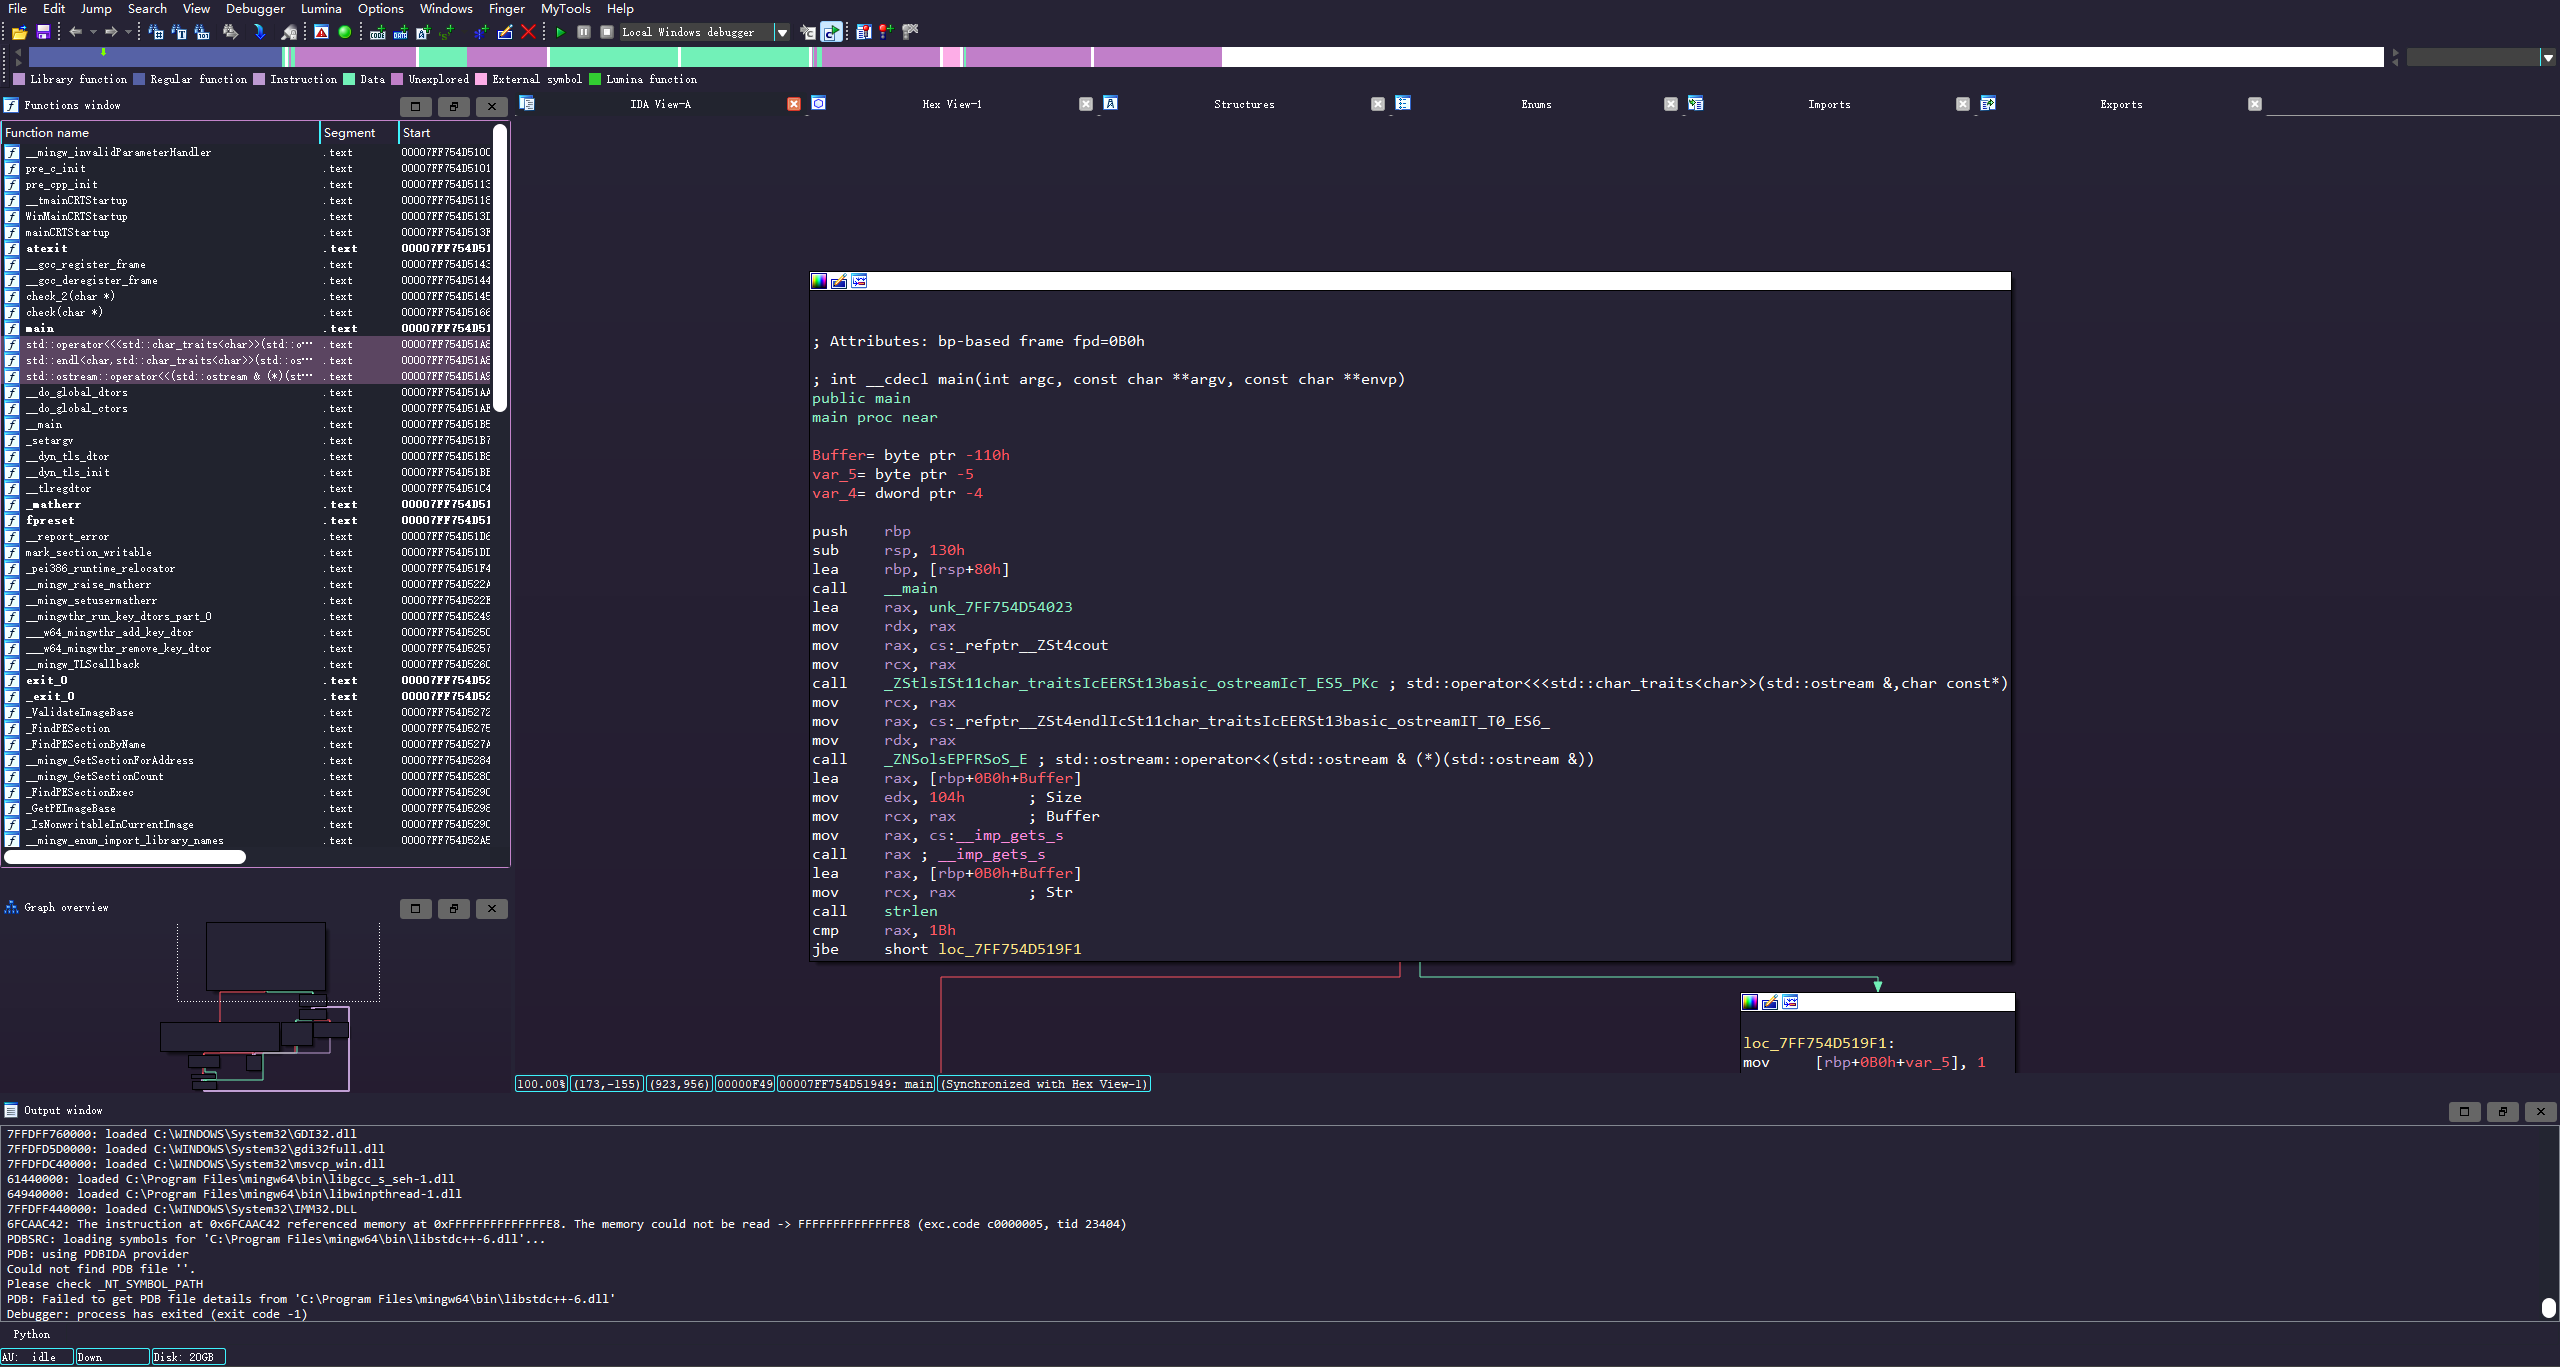 File Edit Jump Search View Debugger Lumina Options Windows Finger MyTools Help
Local Windows debugger
Library function Regular function Instruction Data Unexplored External symbol Lumina function
Functions window
IDA View-A Hex View-1 Structures Enums Imports Exports
Function name Segment Start
__mingw_invalidParameterHandler .text 00007FF754D5100
pre_c_init .text 00007FF754D5101
pre_cpp_init .text 00007FF754D5113
__tmainCRTStartup .text 00007FF754D5118
WinMainCRTStartup .text 00007FF754D513D
mainCRTStartup .text 00007FF754D513F
atexit .text 00007FF754D51
__gcc_register_frame .text 00007FF754D5143
__gcc_deregister_frame .text 00007FF754D5144
check_2(char *) .text 00007FF754D5145
check(char *) .text 00007FF754D5166
main .text 00007FF754D51
std::operator<<<std::char_traits<char>>(std::o… .text 00007FF754D51A8
std::endl<char,std::char_traits<char>>(std::os… .text 00007FF754D51A8
std::ostream::operator<<(std::ostream & (*)(st… .text 00007FF754D51A9
__do_global_dtors .text 00007FF754D51AA
__do_global_ctors .text 00007FF754D51AE
__main .text 00007FF754D51B5
_setargv .text 00007FF754D51B7
__dyn_tls_dtor .text 00007FF754D51B8
__dyn_tls_init .text 00007FF754D51BE
__tlregdtor .text 00007FF754D51C4
_matherr .text 00007FF754D51
fpreset .text 00007FF754D51
__report_error .text 00007FF754D51D6
mark_section_writable .text 00007FF754D51DD
_pei386_runtime_relocator .text 00007FF754D51F4
__mingw_raise_matherr .text 00007FF754D522A
__mingw_setusermatherr .text 00007FF754D522E
__mingwthr_run_key_dtors_part_0 .text 00007FF754D5249
___w64_mingwthr_add_key_dtor .text 00007FF754D5250
___w64_mingwthr_remove_key_dtor .text 00007FF754D5257
__mingw_TLScallback .text 00007FF754D5260
exit_0 .text 00007FF754D52
_exit_0 .text 00007FF754D52
_ValidateImageBase .text 00007FF754D5272
_FindPESection .text 00007FF754D5275
_FindPESectionByName .text 00007FF754D527A
__mingw_GetSectionForAddress .text 00007FF754D5284
__mingw_GetSectionCount .text 00007FF754D528C
_FindPESectionExec .text 00007FF754D5290
_GetPEImageBase .text 00007FF754D5298
_IsNonwritableInCurrentImage .text 00007FF754D529C
__mingw_enum_import_library_names .text 00007FF754D52A5
; Attributes: bp-based frame fpd=0B0h
; int __cdecl main(int argc, const char **argv, const char **envp)
public main
main proc near
Buffer= byte ptr -110h
var_5= byte ptr -5
var_4= dword ptr -4
push rbp
sub rsp, 130h
lea rbp, [rsp+80h]
call __main
lea rax, unk_7FF754D54023
mov rdx, rax
mov rax, cs:_refptr__ZSt4cout
mov rcx, rax
call _ZStlsISt11char_traitsIcEERSt13basic_ostreamIcT_ES5_PKc ; std::operator<<<std::char_traits<char>>(std::ostream &,char const*)
mov rcx, rax
mov rax, cs:_refptr__ZSt4endlIcSt11char_traitsIcEERSt13basic_ostreamIT_T0_ES6_
mov rdx, rax
call _ZNSolsEPFRSoS_E ; std::ostream::operator<<(std::ostream & (*)(std::ostream &))
lea rax, [rbp+0B0h+Buffer]
mov edx, 104h ; Size
mov rcx, rax ; Buffer
mov rax, cs:__imp_gets_s
call rax ; __imp_gets_s
lea rax, [rbp+0B0h+Buffer]
mov rcx, rax ; Str
call strlen
cmp rax, 1Bh
jbe short loc_7FF754D519F1
loc_7FF754D519F1:
mov [rbp+0B0h+var_5], 1
Graph overview
100.00% (173,-155) (923,956) 00000F49 00007FF754D51949: main (Synchronized with Hex View-1)
Output window
7FFDFF760000: loaded C:\WINDOWS\System32\GDI32.dll
7FFDFD5D0000: loaded C:\WINDOWS\System32\gdi32full.dll
7FFDFDC40000: loaded C:\WINDOWS\System32\msvcp_win.dll
61440000: loaded C:\Program Files\mingw64\bin\libgcc_s_seh-1.dll
64940000: loaded C:\Program Files\mingw64\bin\libwinpthread-1.dll
7FFDFF440000: loaded C:\WINDOWS\System32\IMM32.DLL
6FCAAC42: The instruction at 0x6FCAAC42 referenced memory at 0xFFFFFFFFFFFFFFE8. The memory could not be read -> FFFFFFFFFFFFFFE8 (exc.code c0000005, tid 23404)
PDBSRC: loading symbols for 'C:\Program Files\mingw64\bin\libstdc++-6.dll'...
PDB: using PDBIDA provider
Could not find PDB file ''.
Please check _NT_SYMBOL_PATH
PDB: Failed to get PDB file details from 'C:\Program Files\mingw64\bin\libstdc++-6.dll'
Debugger: process has exited (exit code -1)
Python
AU: idle Down Disk: 20GB